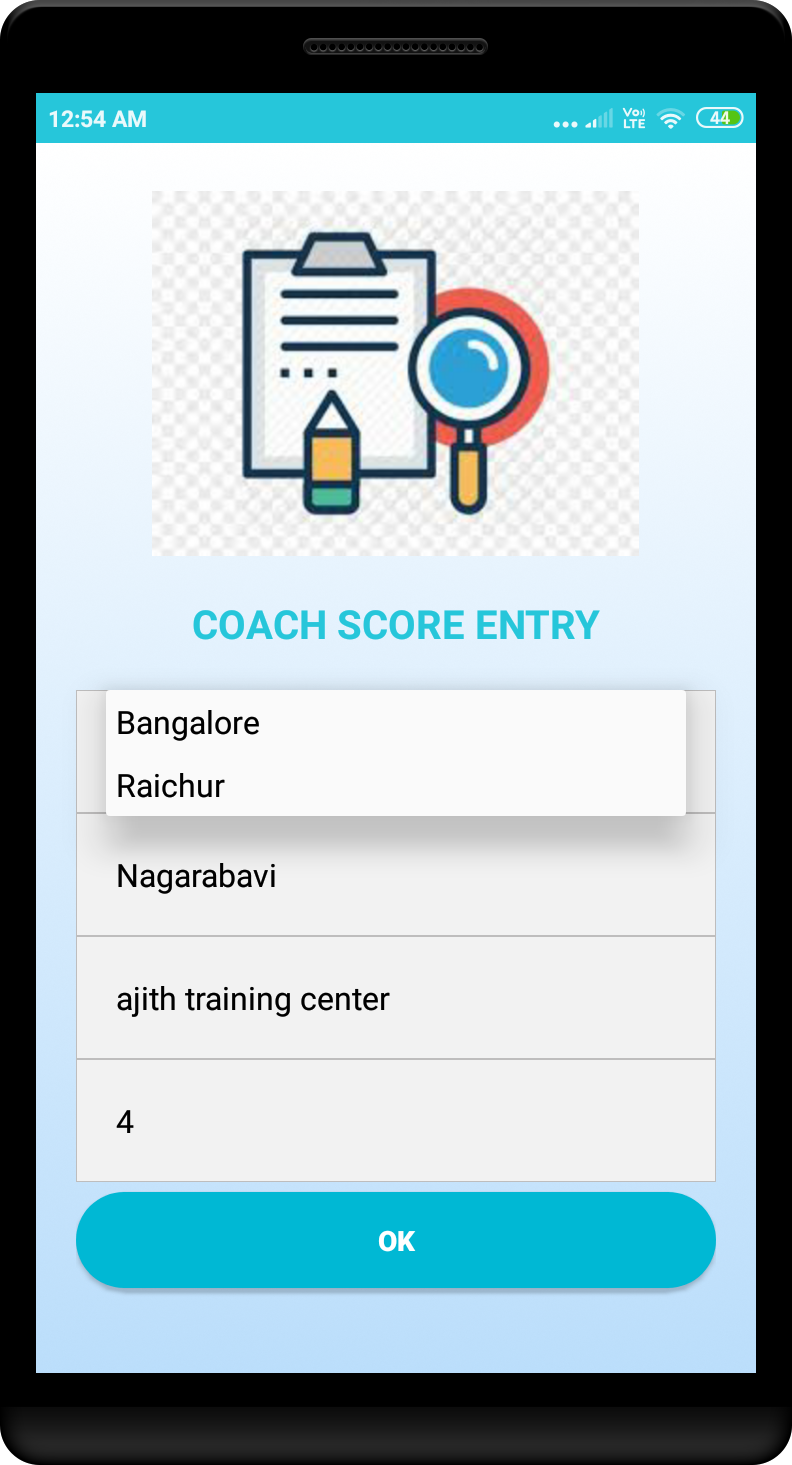 12:54 AM
Vo)) LTE
44
COACH SCORE ENTRY
Bangalore
Raichur
Nagarabavi
ajith training center
4
OK